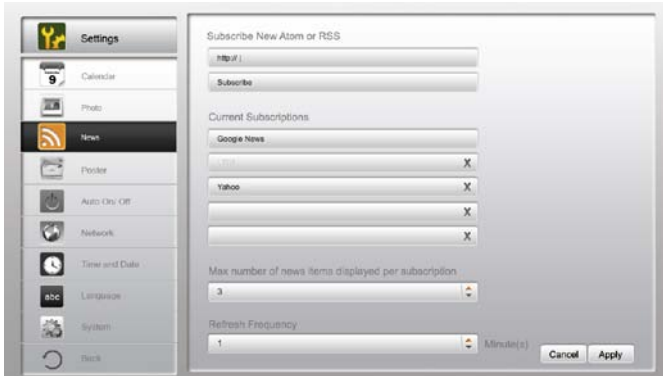 Settings
9
Calendar
Photo
News
Poster
Auto On/ Off
Network
Time and Date
abc
Language
System
Back
Subscribe New Atom or RSS
http:// |
Subscribe
Current Subscriptions
Google News
X
Yahoo X
X
X
Max number of news items displayed per subscription
3
Refresh Frequency
1 Minute(s)
Cancel Apply